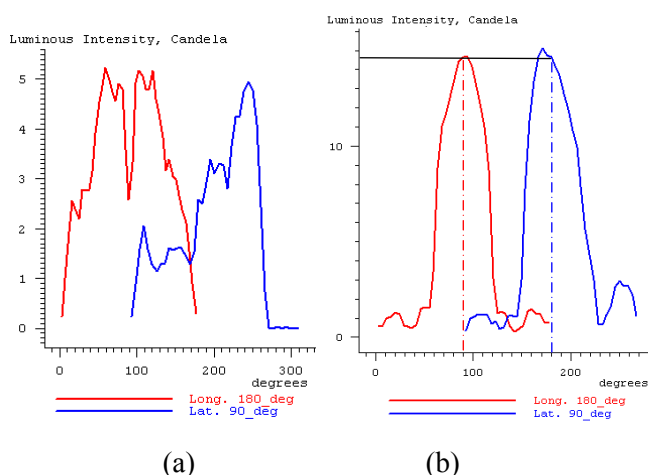 Luminous Intensity, Candela
5
4
3
2
1
0
0
100
200
300
degrees
Long. 180_deg
Lat. 90_deg
(a)
Luminous Intensity, Candela
10
0
0
200
degrees
Long. 180_deg
Lat. 90_deg
(b)